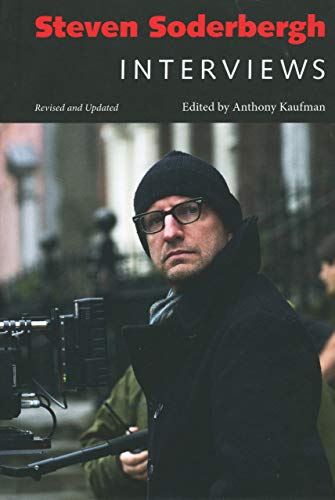 Steven Soderbergh
INTERVIEWS
Revised and Updated
Edited by Anthony Kaufman